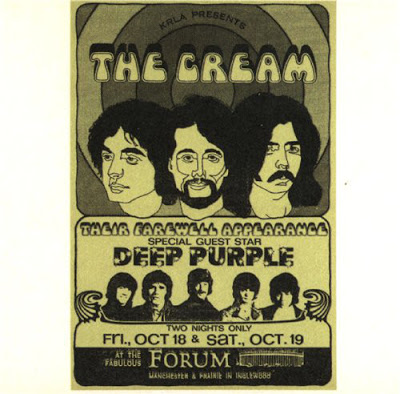 KRLA PRESENTS
THE CREAM
THEIR FAREWELL APPEARANCE
SPECIAL GUEST STAR
DEEP PURPLE
TWO NIGHTS ONLY
FRI., OCT 18 & SAT., OCT. 19
AT THE FABULOUS
FORUM
MANCHESTER & PRAIRIE IN INGLEWOOD